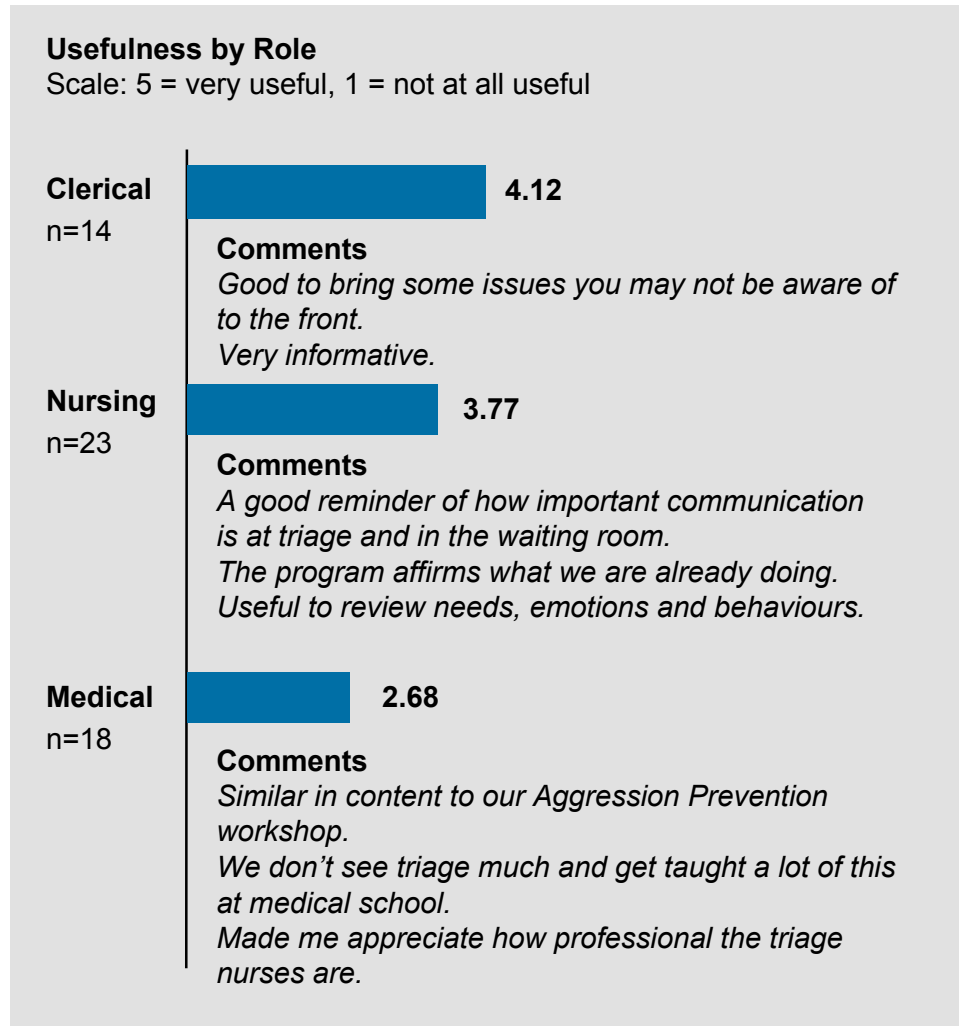 Usefulness by Role
Scale: 5 = very useful, 1 = not at all useful
Clerical
4.12
n=14
Comments
Good to bring some issues you may not be aware of
to the front.
Very informative.
Nursing
3.77
n=23
Comments
A good reminder of how important communication
is at triage and in the waiting room.
The program affirms what we are already doing.
Useful to review needs, emotions and behaviours.
Medical
2.68
n=18
Comments
Similar in content to our Aggression Prevention
workshop.
We don’t see triage much and get taught a lot of this
at medical school.
Made me appreciate how professional the triage
nurses are.